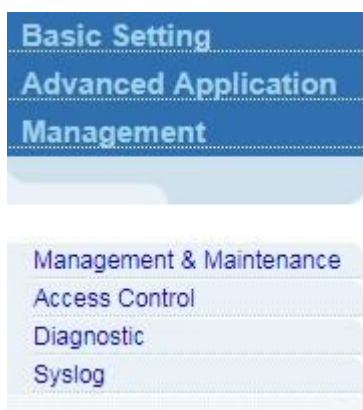 Basic Setting
Advanced Application
Management
Management & Maintenance
Access Control
Diagnostic
Syslog